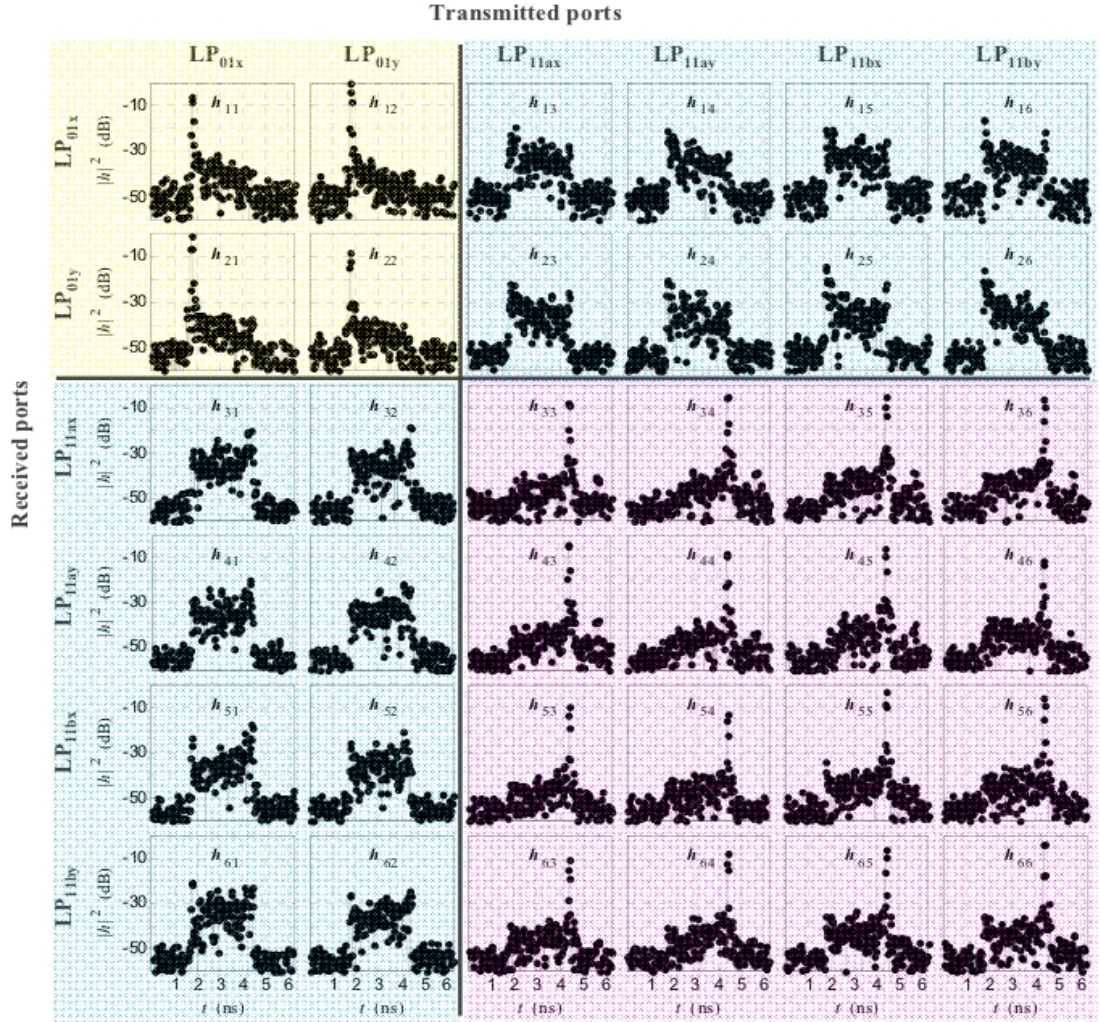 Transmitted ports
LP01x LP01y LP11ax LP11ay LP11bx LP11by
Received ports
LP01x |h|² (dB) -10 -30 -50 h11 h12 h13 h14 h15 h16
LP01y |h|² (dB) -10 -30 -50 h21 h22 h23 h24 h25 h26
LP11ax |h|² (dB) -10 -30 -50 h31 h32 h33 h34 h35 h36
LP11ay |h|² (dB) -10 -30 -50 h41 h42 h43 h44 h45 h46
LP11bx |h|² (dB) -10 -30 -50 h51 h52 h53 h54 h55 h56
LP11by |h|² (dB) -10 -30 -50 h61 h62 h63 h64 h65 h66
1 2 3 4 5 6 1 2 3 4 5 6 1 2 3 4 5 6 1 2 3 4 5 6 1 2 3 4 5 6 1 2 3 4 5 6
t (ns) t (ns) t (ns) t (ns) t (ns) t (ns)